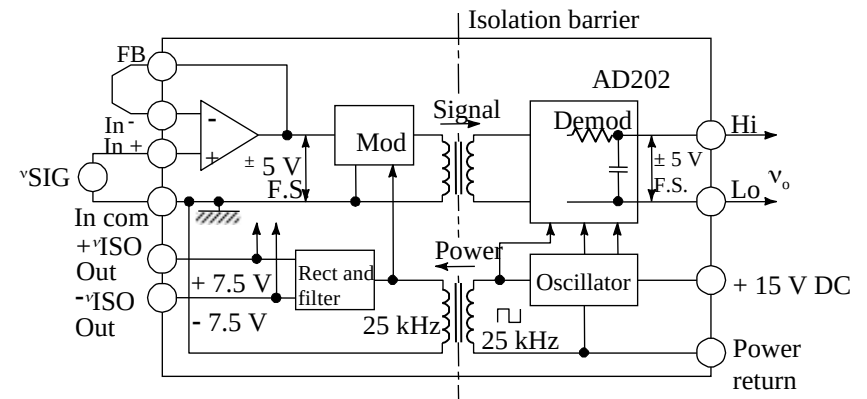 Isolation barrier
FB
AD202
Signal
Demod
In -
In +
-
+
Mod
Hi
± 5 V
F.S
± 5 V
F.S.
νSIG
νo
Lo
In com
+νISO
Out
Power
+ 7.5 V
Rect and
filter
Oscillator
+ 15 V DC
-νISO
Out
- 7.5 V
25 kHz
25 kHz
Power
return